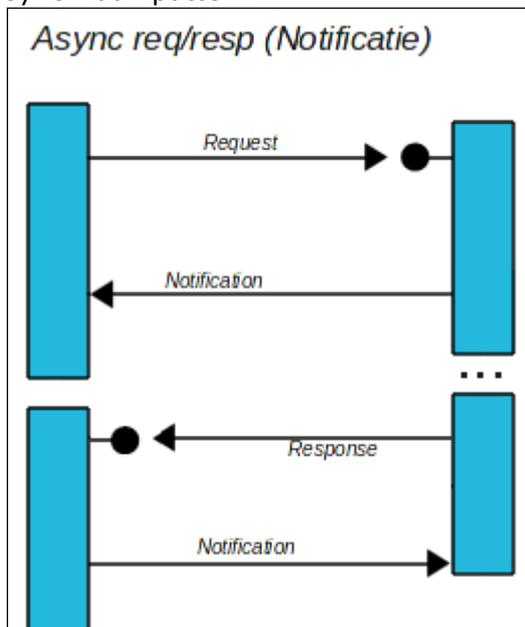 Async req/resp (Notificatie)
Request
Notification
...
Response
Notification